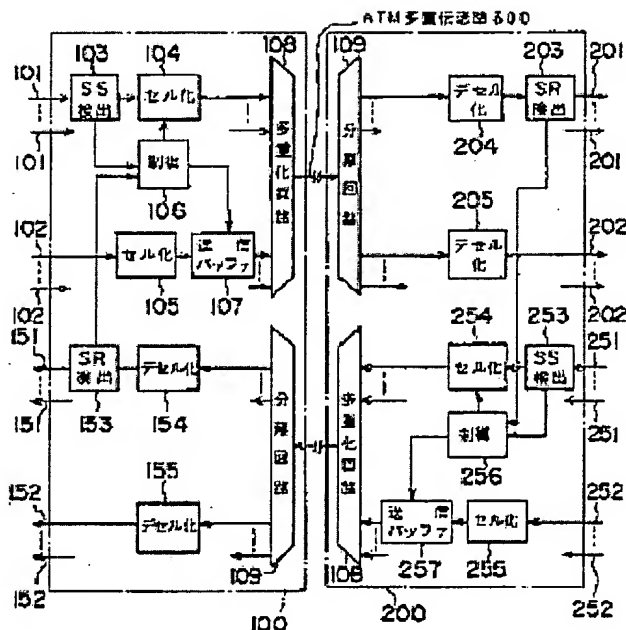 ATM多重伝送路300
103
104
108
109
203
201
101
SS
検出
セル化
デセル化
SR
検出
101
制御
106
多重化回路
分離回路
204
201
205
102
セル化
送信
バッファ
デセル化
202
105
107
102
202
151
254
253
251
SR
検出
デセル化
セル化
SS
検出
151
153
154
制御
251
256
分離回路
多重化回路
155
152
デセル化
送信
バッファ
セル化
252
257
255
152
109
108
252
100
200